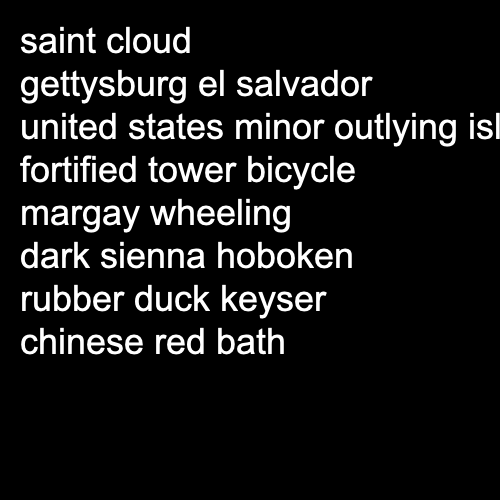 saint cloud
gettysburg el salvador
united states minor outlying isl
fortified tower bicycle
margay wheeling
dark sienna hoboken
rubber duck keyser
chinese red bath